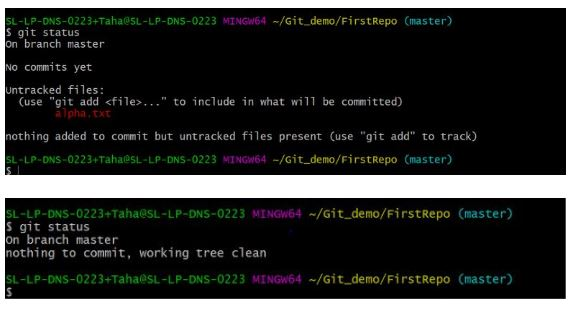 SL-LP-DNS-0223+Taha@SL-LP-DNS-0223 MINGW64 ~/Git_demo/FirstRepo (master)
$ git status
On branch master
No commits yet
Untracked files:
(use "git add <file>..." to include in what will be committed)
alpha.txt
nothing added to commit but untracked files present (use "git add" to track)
SL-LP-DNS-0223+Taha@SL-LP-DNS-0223 MINGW64 ~/Git_demo/FirstRepo (master)
$
SL-LP-DNS-0223+Taha@SL-LP-DNS-0223 MINGW64 ~/Git_demo/FirstRepo (master)
$ git status
On branch master
nothing to commit, working tree clean
SL-LP-DNS-0223+Taha@SL-LP-DNS-0223 MINGW64 ~/Git_demo/FirstRepo (master)
$